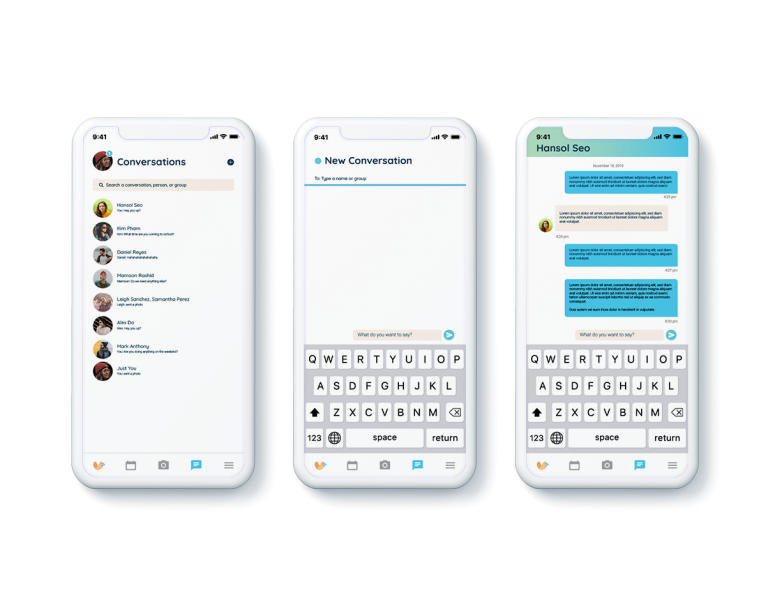 9:41
Conversations
Search a conversation, person, or group
Hansol Seo
You: Hey you up?
Kim Pham
Kim: What time are you coming to school?
Daniel Reyes
Daniel: hahahahahahahaha
Mamoon Rashid
Mamoon: Do we need anything else?
Leigh Sanchez, Samantha Perez
Leigh: sent a photo
Alex Do
Alex: Hey you up?
Mark Anthony
You: Are you doing anything on the weekend?
Just You
You: sent a photo
9:41
New Conversation
To: Type a name or group
What do you want to say?
Q W E R T Y U I O P
A S D F G H J K L
Z X C V B N M
123 space return
9:41
Hansol Seo
November 18, 2019
Lorem ipsum dolor sit amet, consectetuer adipiscing elit, sed diam
nonummy nibh euismod tincidunt ut laoreet dolore magna aliquam
erat volutpat.
4:23 pm
Lorem ipsum dolor sit amet, consectetuer adipiscing elit, sed diam
nonummy nibh euismod tincidunt ut laoreet dolore magna aliquam
erat volutpat. Ut wisi enim ad minim veniam,
4:26 pm
Lorem ipsum dolor sit amet, consectetuer adipiscing elit, sed diam
nonummy nibh euismod tincidunt ut laoreet dolore magna aliquam
erat volutpat.
4:27 pm
Lorem ipsum dolor sit amet, consectetuer adipiscing elit, sed diam
nonummy nibh euismod tincidunt ut laoreet dolore magna aliquam
erat volutpat. Ut wisi enim ad minim veniam, quis nostrud exerci
tation ullamcorper suscipit lobortis nisl ut aliquip ex ea commodo
consequat.
Duis autem vel eum iriure dolor in hendrerit in vulputate.
What do you want to say?
Q W E R T Y U I O P
A S D F G H J K L
Z X C V B N M
123 space return